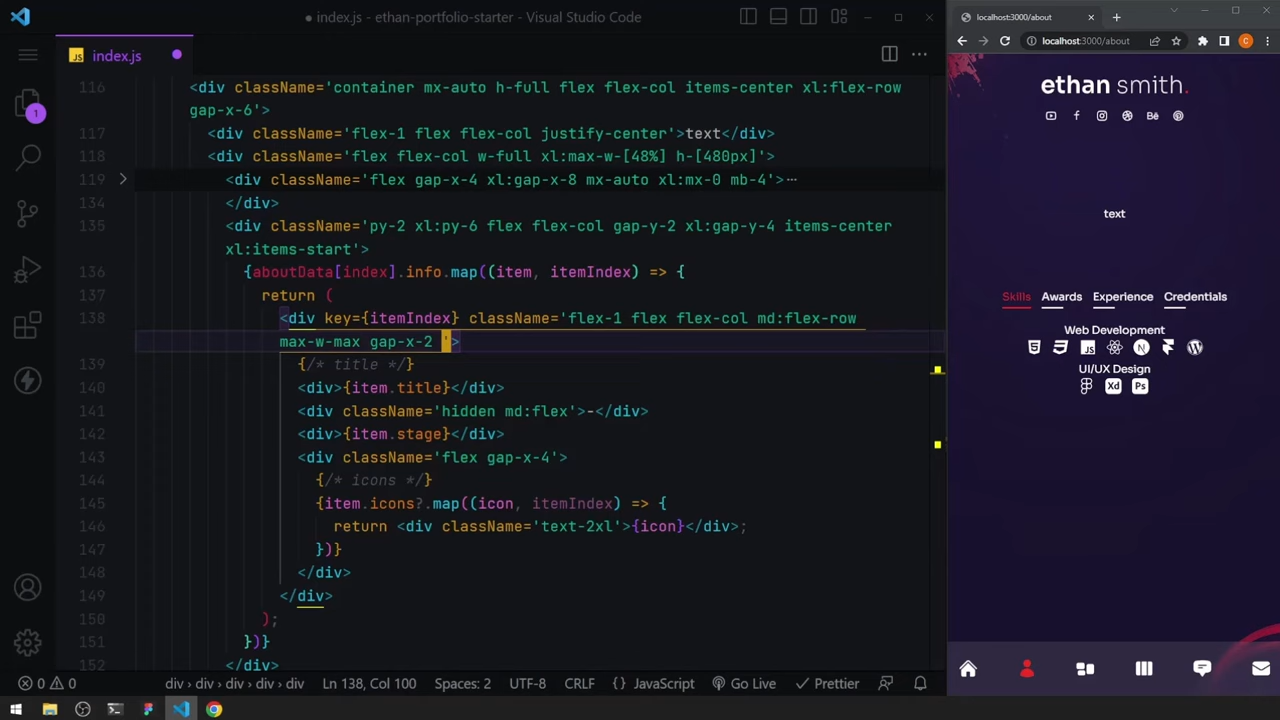 index.js - ethan-portfolio-starter - Visual Studio Code
JS index.js
1
116 <div className='container mx-auto h-full flex flex-col items-center xl:flex-row
gap-x-6'>
117 <div className='flex-1 flex flex-col justify-center'>text</div>
118 <div className='flex flex-col w-full xl:max-w-[48%] h-[480px]'>
119 <div className='flex gap-x-4 xl:gap-x-8 mx-auto xl:mx-0 mb-4'>⋯
134 </div>
135 <div className='py-2 xl:py-6 flex flex-col gap-y-2 xl:gap-y-4 items-center
xl:items-start'>
136 {aboutData[index].info.map((item, itemIndex) => {
137 return (
138 <div key={itemIndex} className='flex-1 flex flex-col md:flex-row
max-w-max gap-x-2 '>
139 {/* title */}
140 <div>{item.title}</div>
141 <div className='hidden md:flex'>-</div>
142 <div>{item.stage}</div>
143 <div className='flex gap-x-4'>
144 {/* icons */}
145 {item.icons?.map((icon, itemIndex) => {
146 return <div className='text-2xl'>{icon}</div>;
147 })}
148 </div>
149 </div>
150 );
151 })}
152 </div>
0 0 div › div › div › div › div Ln 138, Col 100 Spaces: 2 UTF-8 CRLF {} JavaScript Go Live Prettier
localhost:3000/about
localhost:3000/about
C
ethan smith.
Bē
text
Skills Awards Experience Credentials
Web Development
JS N
UI/UX Design
Xd Ps